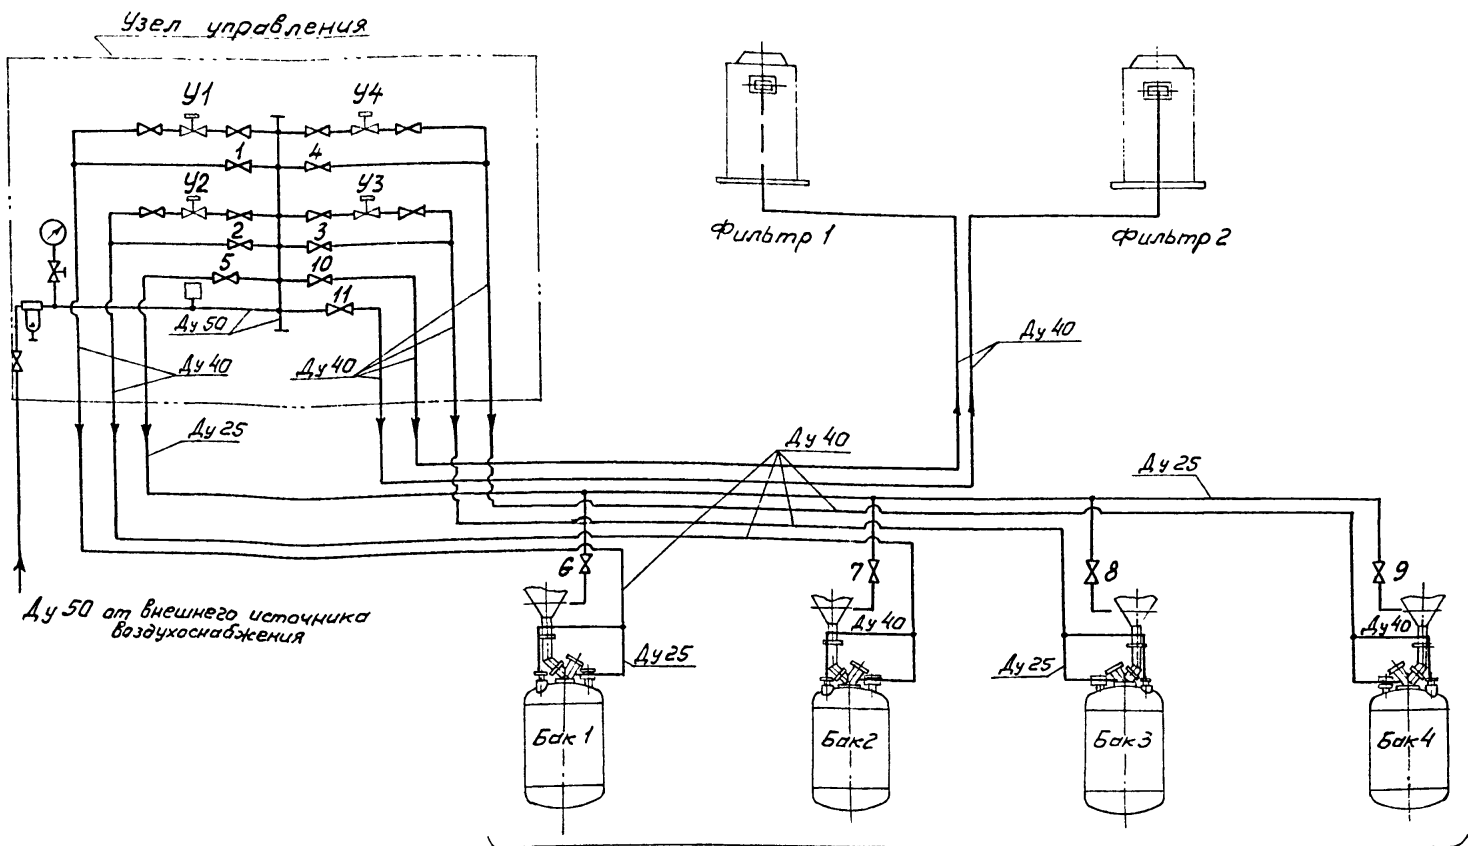 Узел управления
У1
У4
1
4
У2
У3
2
3
5
10
11
Ду 50
Ду 40
Ду 40
Ду 25
Фильтр 1
Фильтр 2
Ду 40
Ду 40
Ду 25
6
7
8
9
Ду 50 от внешнего источника
воздухоснабжения
Ду 40
Ду 40
Ду 25
Ду 25
Бак 1
Бак 2
Бак 3
Бак 4